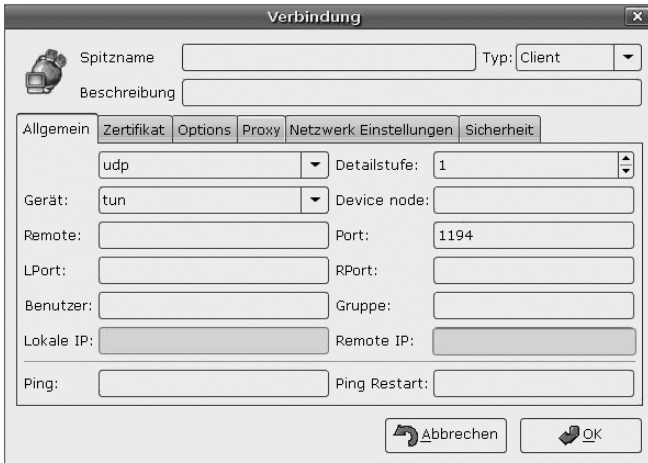 Verbindung
Spitzname Typ: Client
Beschreibung
Allgemein Zertifikat Options Proxy Netzwerk Einstellungen Sicherheit
udp Detailstufe: 1
Gerät: tun Device node:
Remote: Port: 1194
LPort: RPort:
Benutzer: Gruppe:
Lokale IP: Remote IP:
Ping: Ping Restart:
Abbrechen OK